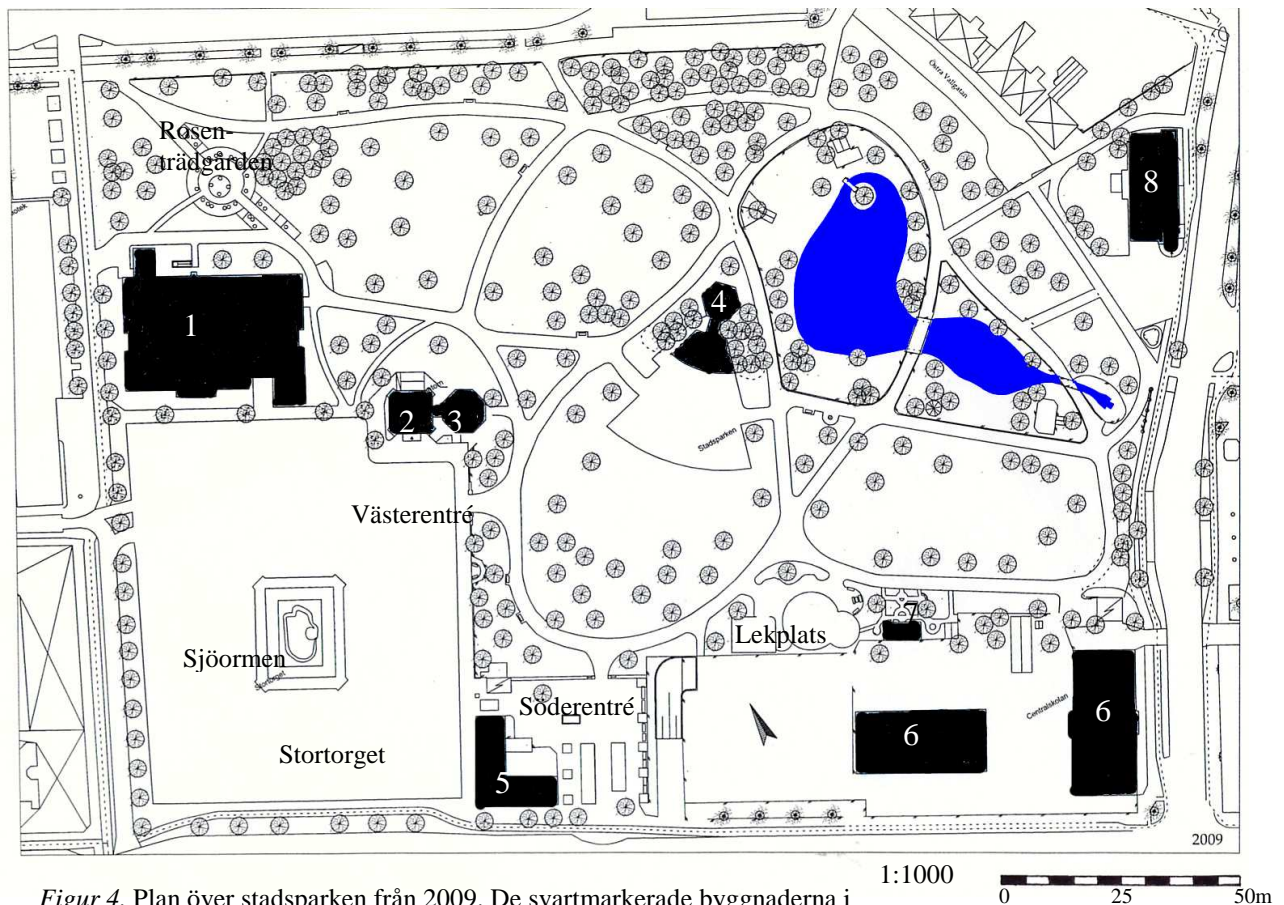 Östra Vallgatan
Rosen-
trädgården
8
4
1
2
3
Stadsparken
Västerentré
7
Lekplats
Sjöormen
Stortorget
Söderentré
Centralskolan
6
6
Stortorget
5
2009
1:1000
0 25 50m
Figur 4. Plan över stadsparken från 2009. De svartmarkerade byggnaderna i